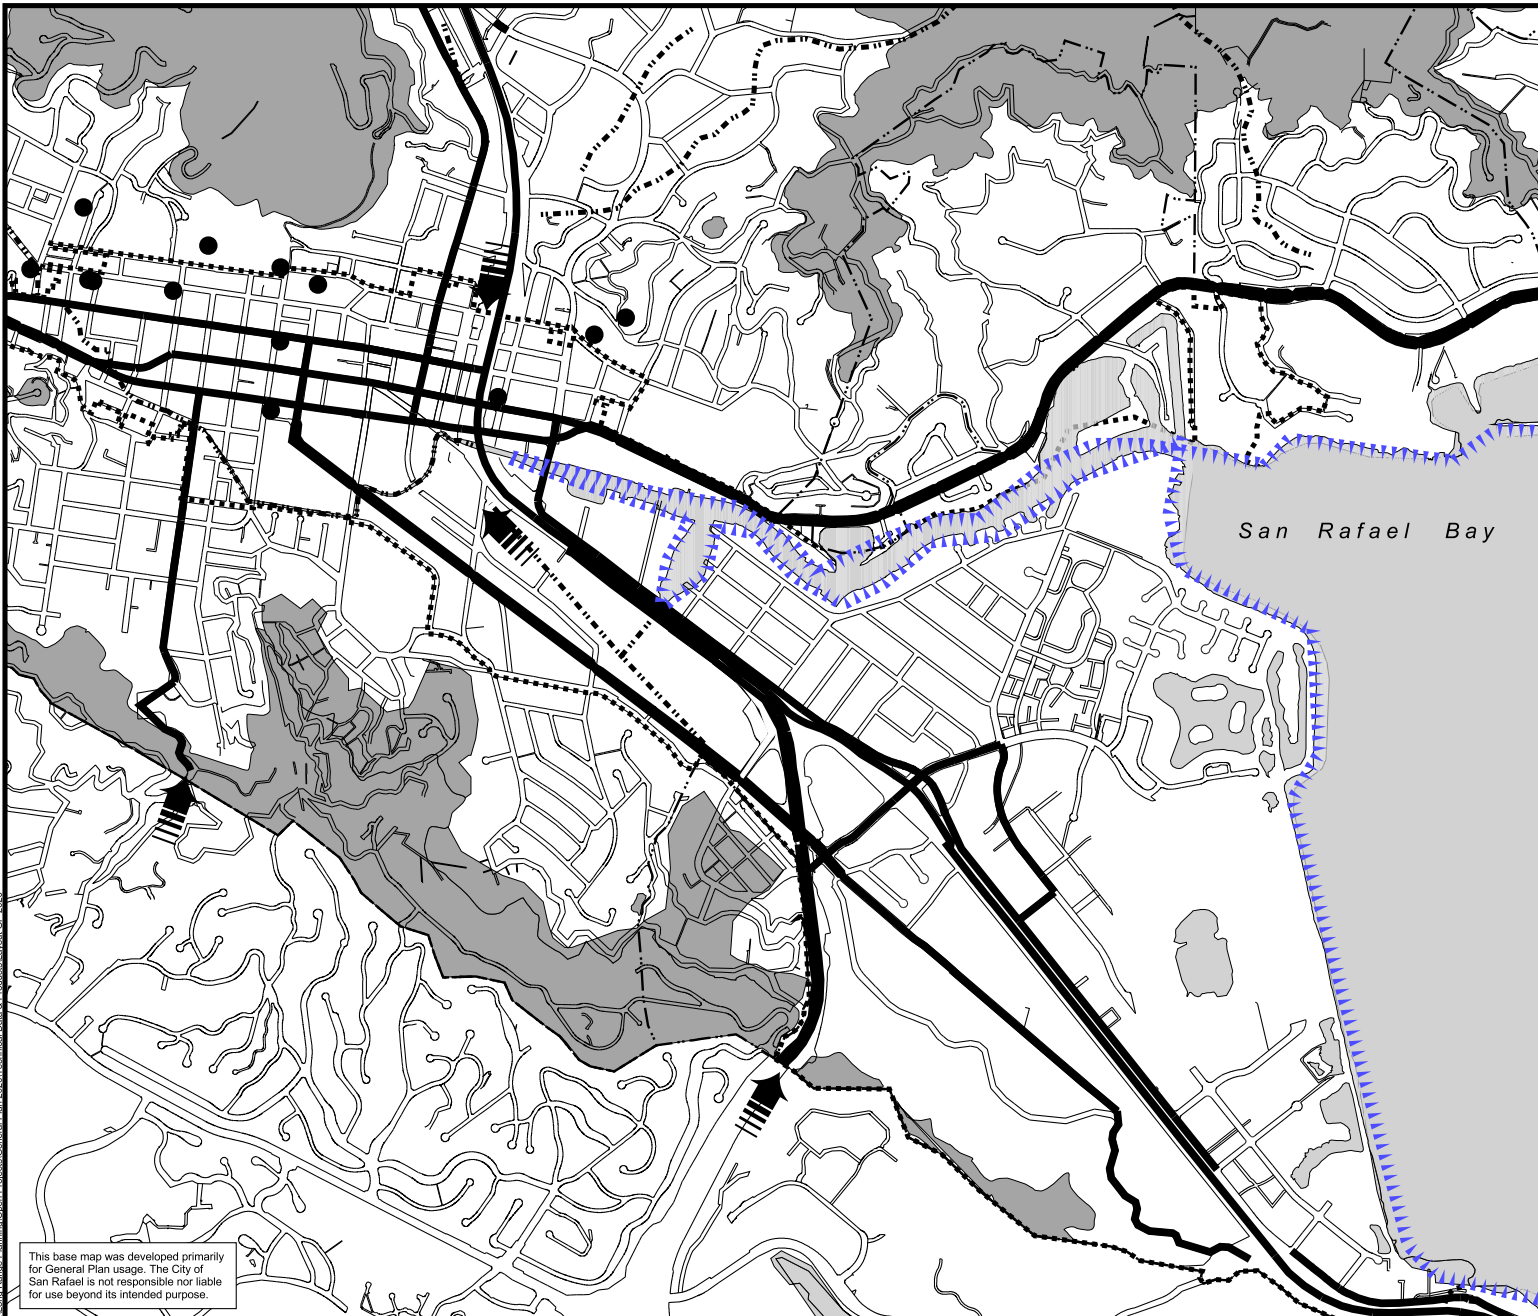 San Rafael Bay
This base map was developed primarily
for General Plan usage. The City of
San Rafael is not responsible nor liable
for use beyond its intended purpose.